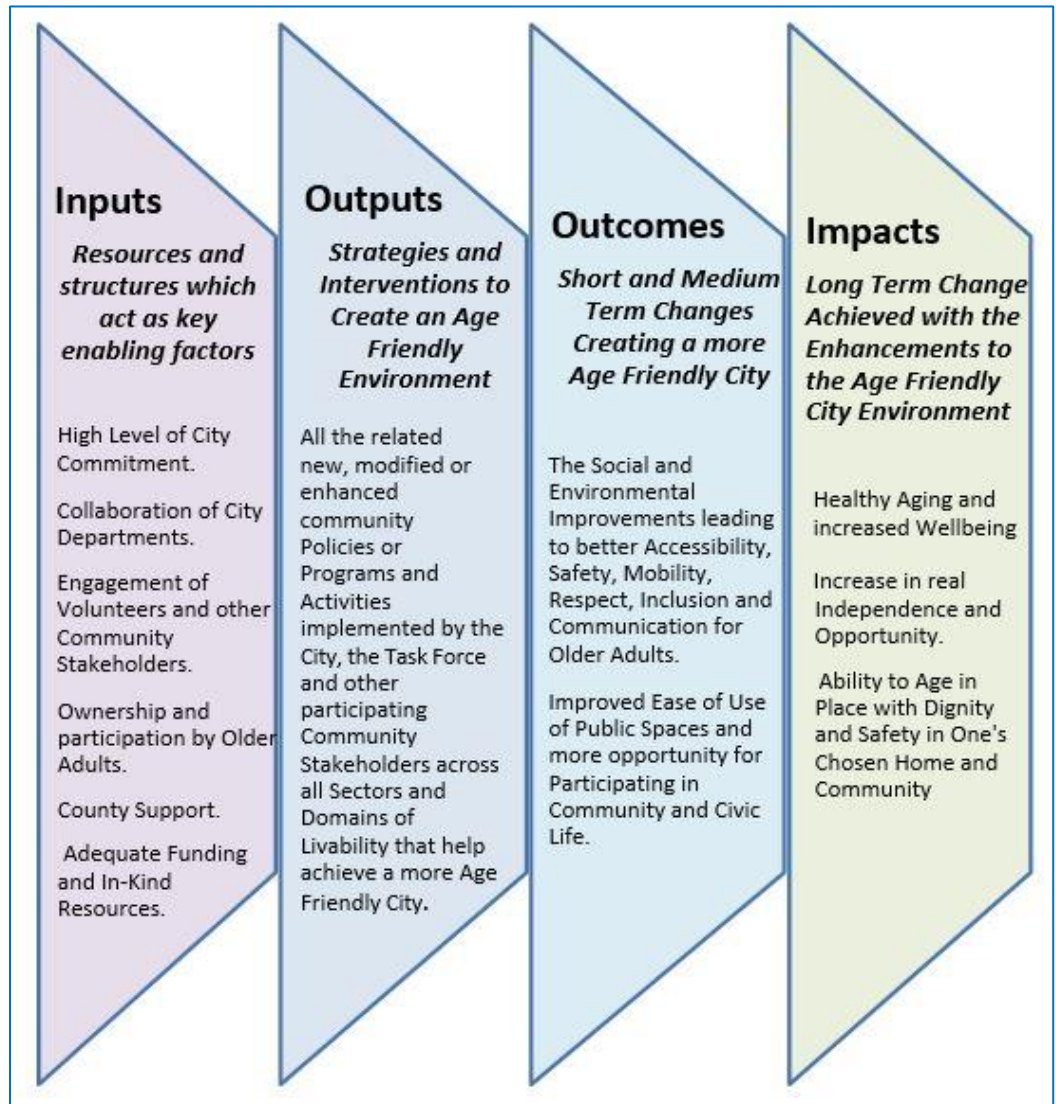 Inputs
Resources and
structures which
act as key
enabling factors
High Level of City
Commitment.
Collaboration of City
Departments.
Engagement of
Volunteers and other
Community
Stakeholders.
Ownership and
participation by Older
Adults.
County Support.
Adequate Funding
and In-Kind
Resources.
Outputs
Strategies and
Interventions to
Create an Age
Friendly
Environment
All the related
new, modified or
enhanced
community
Policies or
Programs and
Activities
implemented by the
City, the Task Force
and other
participating
Community
Stakeholders across
all Sectors and
Domains of
Livability that help
achieve a more Age
Friendly City.
Outcomes
Short and Medium
Term Changes
Creating a more
Age Friendly City
The Social and
Environmental
Improvements leading
to better Accessibility,
Safety, Mobility,
Respect, Inclusion and
Communication for
Older Adults.
Improved Ease of Use
of Public Spaces and
more opportunity for
Participating in
Community and Civic
Life.
Impacts
Long Term Change
Achieved with the
Enhancements to
the Age Friendly
City Environment
Healthy Aging and
increased Wellbeing
Increase in real
Independence and
Opportunity.
Ability to Age in
Place with Dignity
and Safety in One's
Chosen Home and
Community